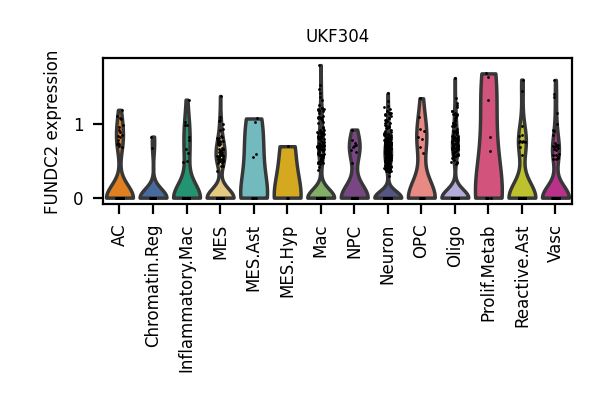 UKF304
FUNDC2 expression
1
0
AC
Chromatin.Reg
Inflammatory.Mac
MES
MES.Ast
MES.Hyp
Mac
NPC
Neuron
OPC
Oligo
Prolif.Metab
Reactive.Ast
Vasc